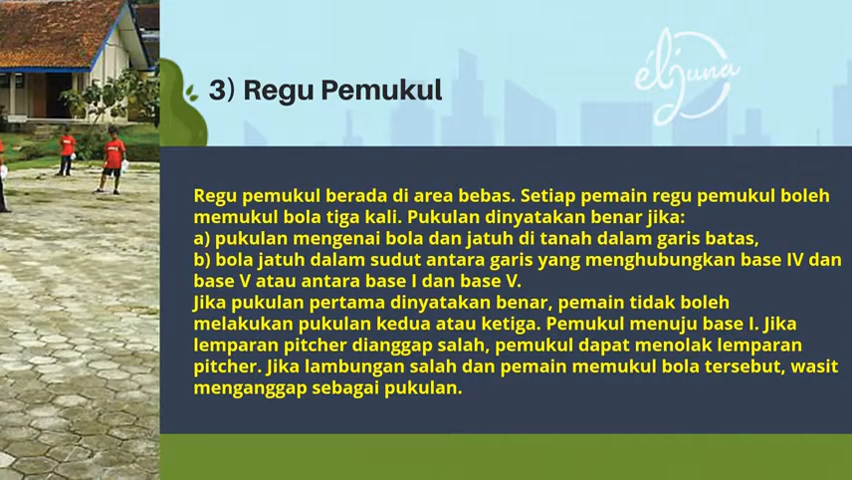 éljuna
3) Regu Pemukul
Regu pemukul berada di area bebas. Setiap pemain regu pemukul boleh
memukul bola tiga kali. Pukulan dinyatakan benar jika:
a) pukulan mengenai bola dan jatuh di tanah dalam garis batas,
b) bola jatuh dalam sudut antara garis yang menghubungkan base IV dan
base V atau antara base I dan base V.
Jika pukulan pertama dinyatakan benar, pemain tidak boleh
melakukan pukulan kedua atau ketiga. Pemukul menuju base I. Jika
lemparan pitcher dianggap salah, pemukul dapat menolak lemparan
pitcher. Jika lambungan salah dan pemain memukul bola tersebut, wasit
menganggap sebagai pukulan.